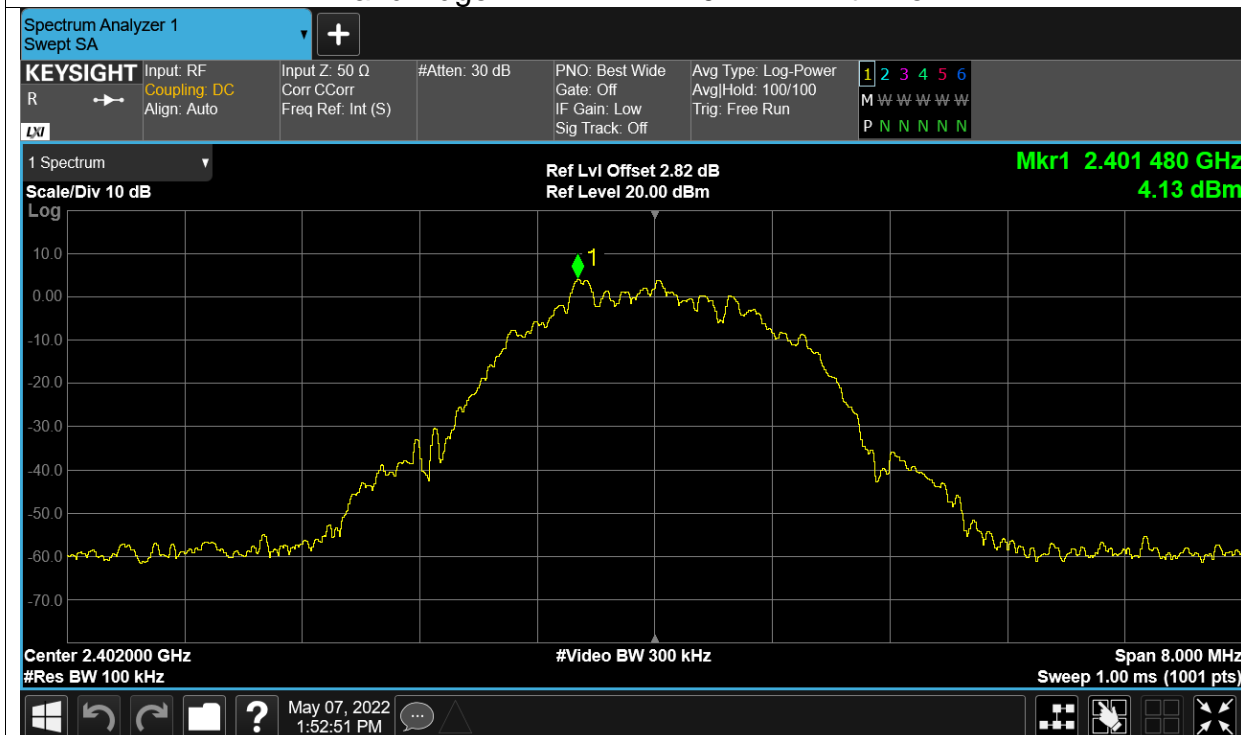 Spectrum Analyzer 1
Swept SA
KEYSIGHT
R
LXI
Input: RF
Coupling: DC
Align: Auto
Input Z: 50 Ω
Corr CCorr
Freq Ref: Int (S)
#Atten: 30 dB
PNO: Best Wide
Gate: Off
IF Gain: Low
Sig Track: Off
Avg Type: Log-Power
Avg|Hold: 100/100
Trig: Free Run
1 2 3 4 5 6
M W W W W W
P N N N N N
1 Spectrum
Scale/Div 10 dB
Log
Ref Lvl Offset 2.82 dB
Ref Level 20.00 dBm
Mkr1 2.401 480 GHz
4.13 dBm
1
10.0
0.00
-10.0
-20.0
-30.0
-40.0
-50.0
-60.0
-70.0
Center 2.402000 GHz
#Res BW 100 kHz
#Video BW 300 kHz
Span 8.000 MHz
Sweep 1.00 ms (1001 pts)
?
May 07, 2022
1:52:51 PM